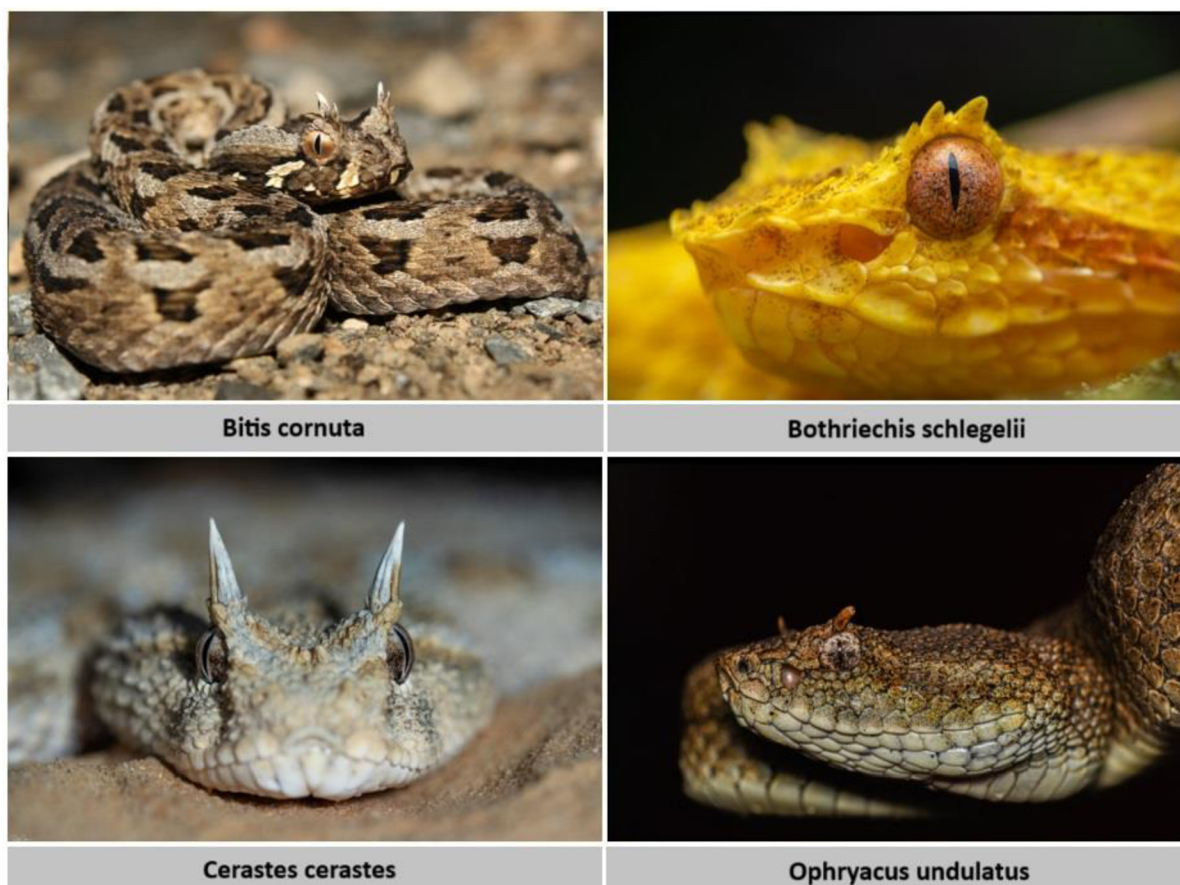 Bitis cornuta
Bothriechis schlegelii
Cerastes cerastes
Ophryacus undulatus